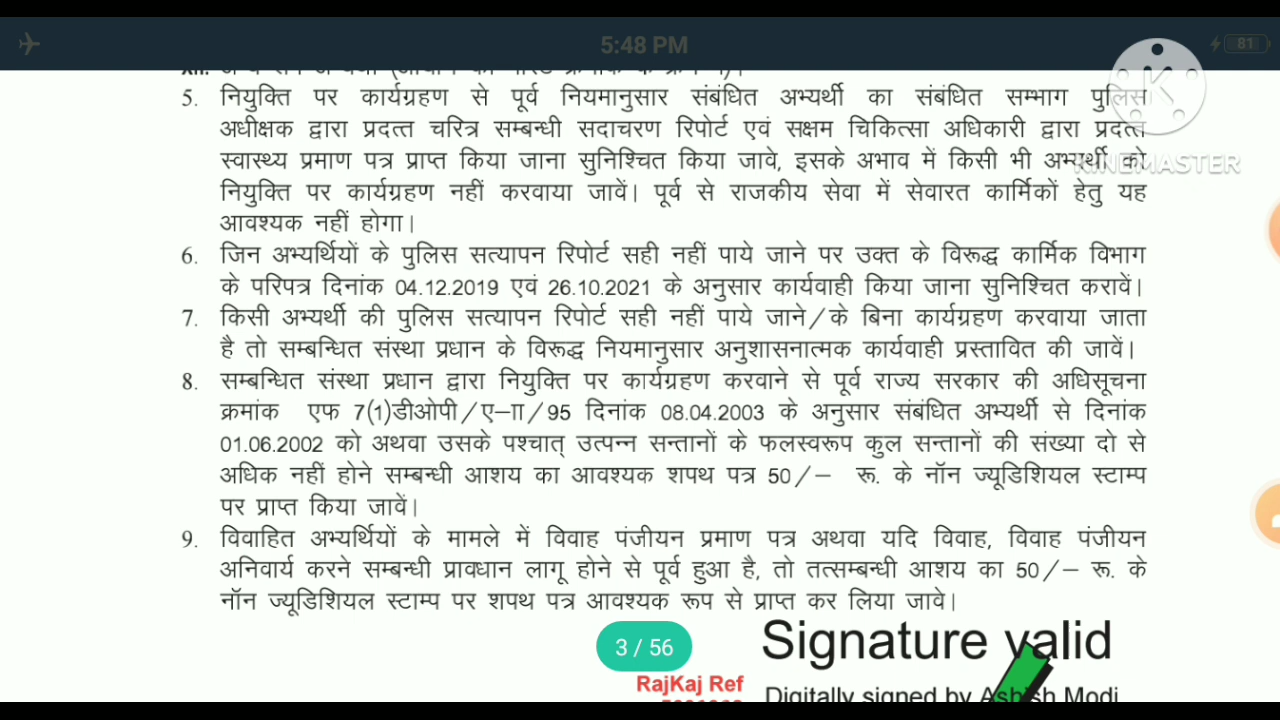 5:48 PM
81
5. नियुक्ति पर कार्यग्रहण से पूर्व नियमानुसार संबंधित अभ्यर्थी का संबंधित सम्भाग पुलिस
अधीक्षक द्वारा प्रदत्त चरित्र सम्बन्धी सदाचरण रिपोर्ट एवं सक्षम चिकित्सा अधिकारी द्वारा प्रदत्त
स्वास्थ्य प्रमाण पत्र प्राप्त किया जाना सुनिश्चित किया जावे, इसके अभाव में किसी भी अभ्यर्थी को
KINEMASTER
नियुक्ति पर कार्यग्रहण नहीं करवाया जावें। पूर्व से राजकीय सेवा में सेवारत कार्मिकों हेतु यह
आवश्यक नहीं होगा।
6. जिन अभ्यर्थियों के पुलिस सत्यापन रिपोर्ट सही नहीं पाये जाने पर उक्त के विरूद्ध कार्मिक विभाग
के परिपत्र दिनांक 04.12.2019 एवं 26.10.2021 के अनुसार कार्यवाही किया जाना सुनिश्चित करावें।
7. किसी अभ्यर्थी की पुलिस सत्यापन रिपोर्ट सही नहीं पाये जाने/के बिना कार्यग्रहण करवाया जाता
है तो सम्बन्धित संस्था प्रधान के विरूद्ध नियमानुसार अनुशासनात्मक कार्यवाही प्रस्तावित की जावें।
8. सम्बन्धित संस्था प्रधान द्वारा नियुक्ति पर कार्यग्रहण करवाने से पूर्व राज्य सरकार की अधिसूचना
क्रमांक एफ 7(1)डीओपी/ए–ाा/95 दिनांक 08.04.2003 के अनुसार संबंधित अभ्यर्थी से दिनांक
01.06.2002 को अथवा उसके पश्चात् उत्पन्न सन्तानों के फलस्वरूप कुल सन्तानों की संख्या दो से
अधिक नहीं होने सम्बन्धी आशय का आवश्यक शपथ पत्र 50/– रू. के नॉन ज्यूडिशियल स्टाम्प
पर प्राप्त किया जावें।
9. विवाहित अभ्यर्थियों के मामले में विवाह पंजीयन प्रमाण पत्र अथवा यदि विवाह, विवाह पंजीयन
अनिवार्य करने सम्बन्धी प्रावधान लागू होने से पूर्व हुआ है, तो तत्सम्बन्धी आशय का 50/– रू. के
नॉन ज्यूडिशियल स्टाम्प पर शपथ पत्र आवश्यक रूप से प्राप्त कर लिया जावे।
3 / 56
Signature valid
RajKaj Ref
Digitally signed by Ashish Modi